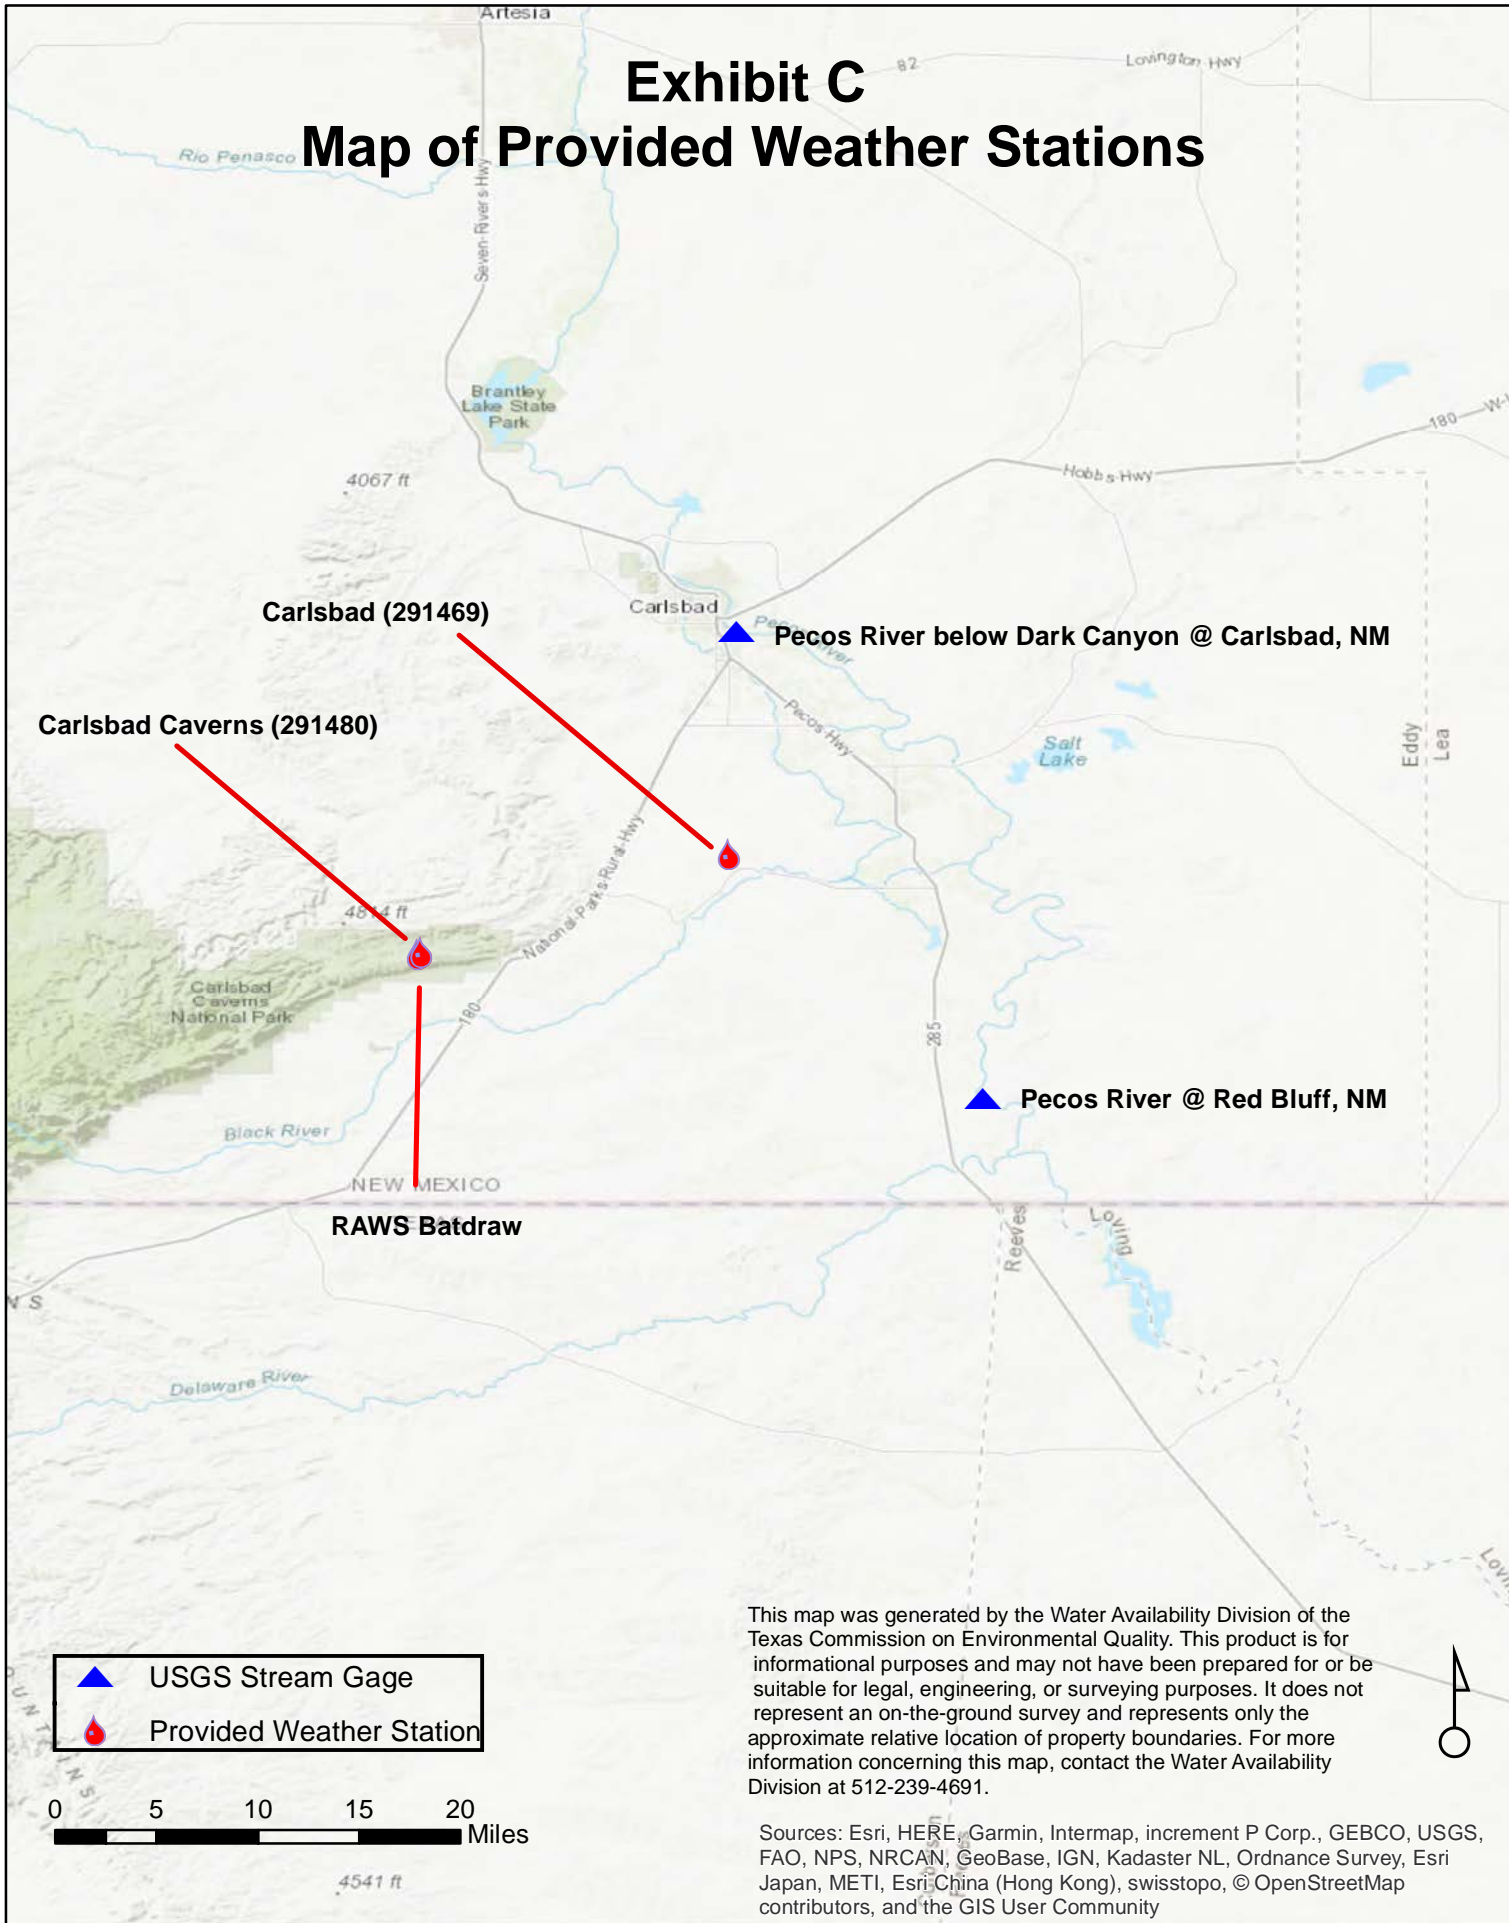 Artesia
Exhibit C
Map of Provided Weather Stations
82
Lovington Hwy
Rio Penasco
Seven Rivers Hwy
Brantley
Lake State
Park
180
4067 ft
Hobbs Hwy
Carlsbad (291469)
Carlsbad
Pecos River
Pecos River below Dark Canyon @ Carlsbad, NM
Carlsbad Caverns (291480)
Pecos Hwy
Salt
Lake
Eddy
Lea
National Parks Rural Hwy
4814 ft
Carlsbad
Caverns
National Park
180
285
Pecos River @ Red Bluff, NM
Black River
NEW MEXICO
RAWS Batdraw
Reeves
Loving
N S
Delaware River
This map was generated by the Water Availability Division of the
Texas Commission on Environmental Quality. This product is for
informational purposes and may not have been prepared for or be
suitable for legal, engineering, or surveying purposes. It does not
represent an on-the-ground survey and represents only the
approximate relative location of property boundaries. For more
information concerning this map, contact the Water Availability
Division at 512-239-4691.
USGS Stream Gage
Provided Weather Station
0 5 10 15 20
Miles
Sources: Esri, HERE, Garmin, Intermap, increment P Corp., GEBCO, USGS,
FAO, NPS, NRCAN, GeoBase, IGN, Kadaster NL, Ordnance Survey, Esri
Japan, METI, Esri China (Hong Kong), swisstopo, © OpenStreetMap
contributors, and the GIS User Community
4541 ft